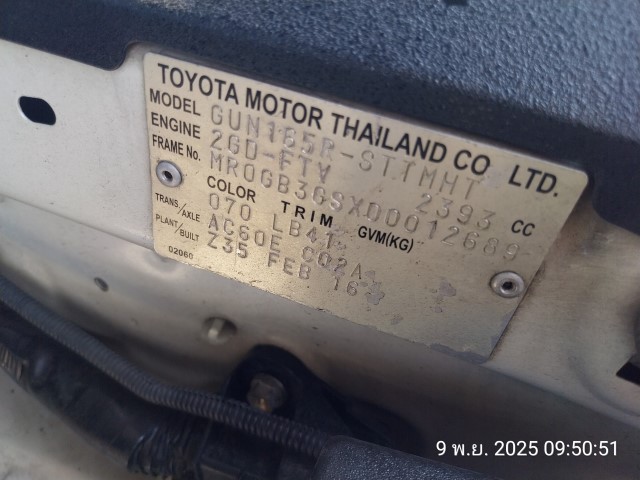 TOYOTA MOTOR THAILAND CO., LTD.
MODEL GUN165R-STTMHT
ENGINE 2GD-FTV / 2393 CC
FRAME No. MR0GB3GSXD0012689
COLOR TRIM GVM(KG)
070 LB41
TRANS/AXLE AC60E C02A
PLANT/BUILT Z35 FEB 16
02060
9 พ.ย. 2025 09:50:51